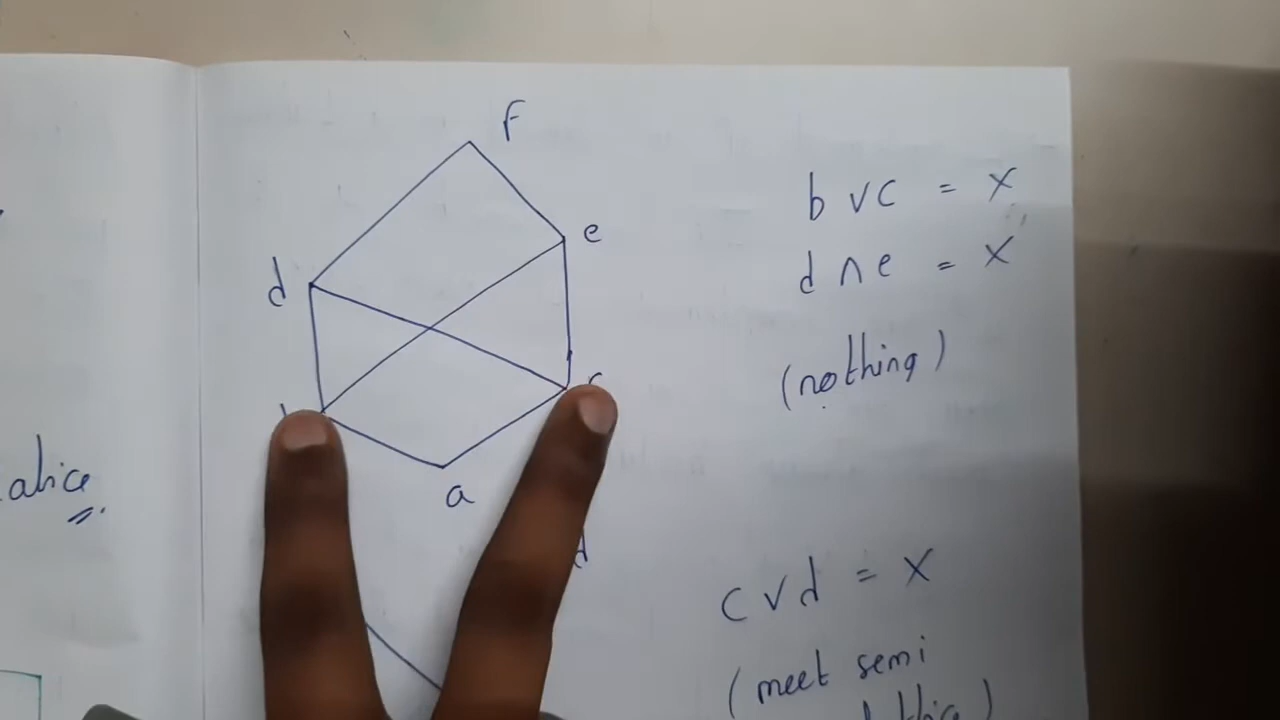 f
e
d
a
b v c = x
d ∧ e = x
(nothing)
d
c v d = x
(meet semi